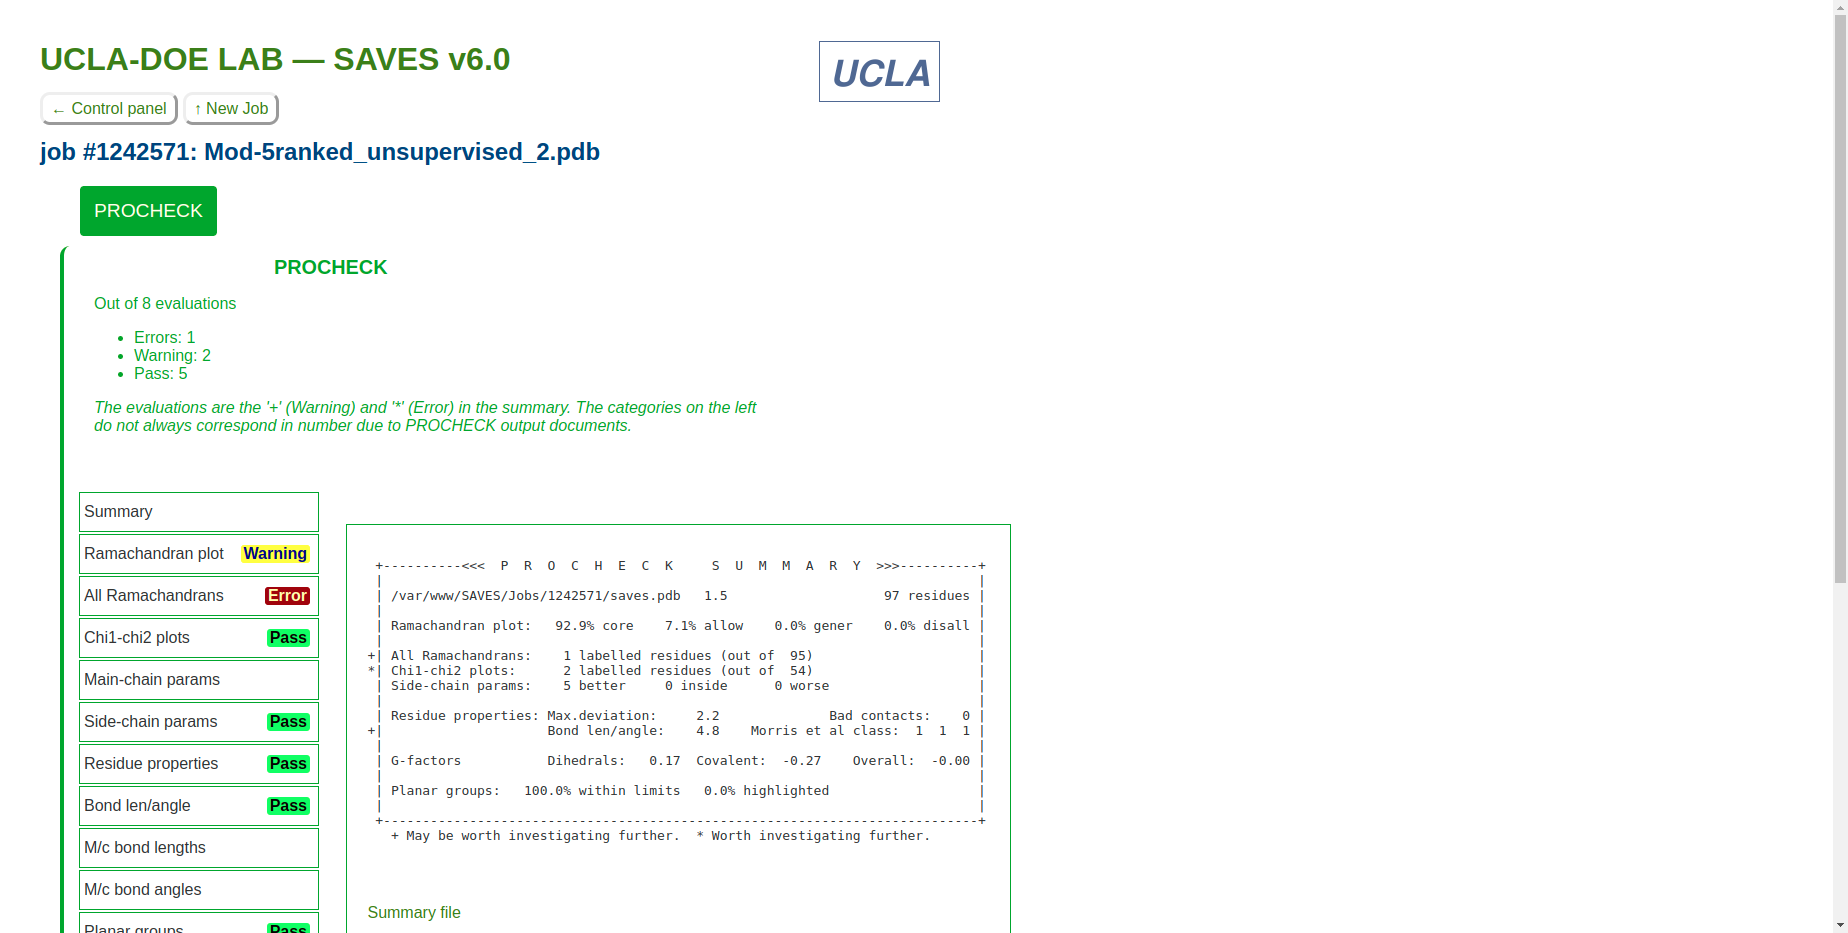 UCLA-DOE LAB — SAVES v6.0
UCLA
← Control panel
↑ New Job
job #1242571: Mod-5ranked_unsupervised_2.pdb
PROCHECK
PROCHECK
Out of 8 evaluations
• Errors: 1
• Warning: 2
• Pass: 5
The evaluations are the '+' (Warning) and '*' (Error) in the summary. The categories on the left
do not always correspond in number due to PROCHECK output documents.
Summary
Ramachandran plot Warning
All Ramachandrans Error
Chi1-chi2 plots Pass
Main-chain params
Side-chain params Pass
Residue properties Pass
Bond len/angle Pass
M/c bond lengths
M/c bond angles
Planar groups Pass
+----------<<<  P  R  O  C  H  E  C  K     S  U  M  M  A  R  Y  >>>----------+
|                                                                            |
| /var/www/SAVES/Jobs/1242571/saves.pdb   1.5                    97 residues |
|                                                                            |
| Ramachandran plot:   92.9% core    7.1% allow    0.0% gener    0.0% disall |
|                                                                            |
+| All Ramachandrans:    1 labelled residues (out of  95)                     |
*| Chi1-chi2 plots:      2 labelled residues (out of  54)                     |
| Side-chain params:    5 better     0 inside      0 worse                   |
|                                                                            |
| Residue properties: Max.deviation:     2.2              Bad contacts:    0 |
+|                     Bond len/angle:    4.8    Morris et al class:  1  1  1 |
|                                                                            |
| G-factors           Dihedrals:   0.17  Covalent:  -0.27    Overall:  -0.00 |
|                                                                            |
| Planar groups:   100.0% within limits   0.0% highlighted                   |
|                                                                            |
+----------------------------------------------------------------------------+
+ May be worth investigating further.  * Worth investigating further.
Summary file